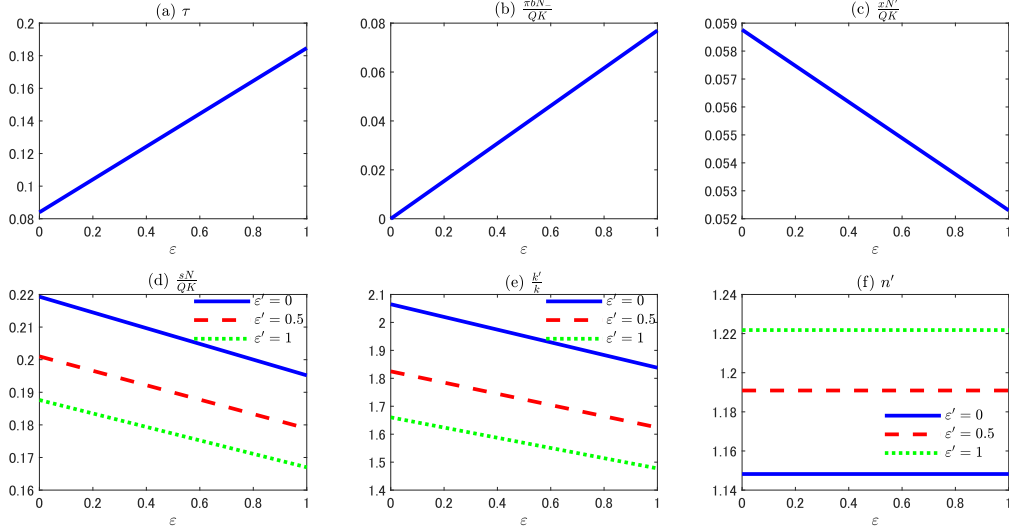 (a) τ
0.2
0.18
0.16
0.14
0.12
0.1
0.08
0 0.2 0.4 0.6 0.8 1
ε
(b) πbN_/QK
0.08
0.06
0.04
0.02
0
0 0.2 0.4 0.6 0.8 1
ε
(c) xN′/QK
0.059
0.058
0.057
0.056
0.055
0.054
0.053
0.052
0 0.2 0.4 0.6 0.8 1
ε
(d) sN/QK
0.22
0.21
0.2
0.19
0.18
0.17
0.16
ε′ = 0
ε′ = 0.5
ε′ = 1
0 0.2 0.4 0.6 0.8 1
ε
(e) k′/k
2.1
2
1.9
1.8
1.7
1.6
1.5
1.4
ε′ = 0
ε′ = 0.5
ε′ = 1
0 0.2 0.4 0.6 0.8 1
ε
(f) n′
1.24
1.22
1.2
1.18
1.16
1.14
ε′ = 0
ε′ = 0.5
ε′ = 1
0 0.2 0.4 0.6 0.8 1
ε